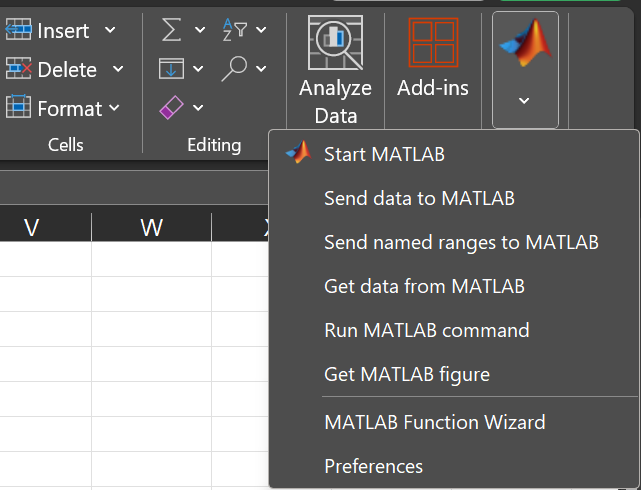 Insert
Delete
Format
Cells
Editing
Analyze
Data
Add-ins
Start MATLAB
Send data to MATLAB
Send named ranges to MATLAB
Get data from MATLAB
Run MATLAB command
Get MATLAB figure
MATLAB Function Wizard
Preferences
V
W